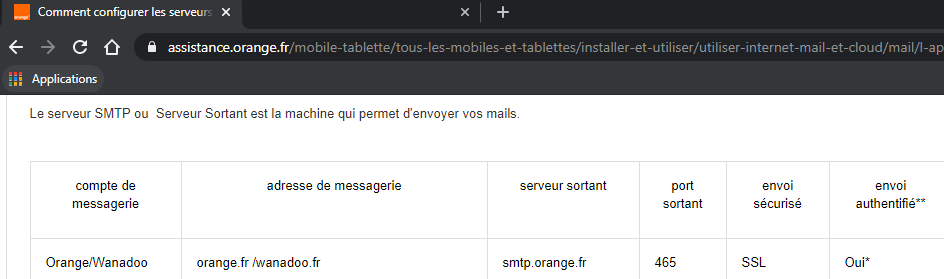 orange
Comment configurer les serveurs
assistance.orange.fr/mobile-tablette/tous-les-mobiles-et-tablettes/installer-et-utiliser/utiliser-internet-mail-et-cloud/mail/l-ap
Applications
Le serveur SMTP ou Serveur Sortant est la machine qui permet d'envoyer vos mails.
compte de
messagerie
adresse de messagerie
serveur sortant
port
sortant
envoi
sécurisé
envoi
authentifié**
Orange/Wanadoo
orange.fr /wanadoo.fr
smtp.orange.fr
465
SSL
Oui*